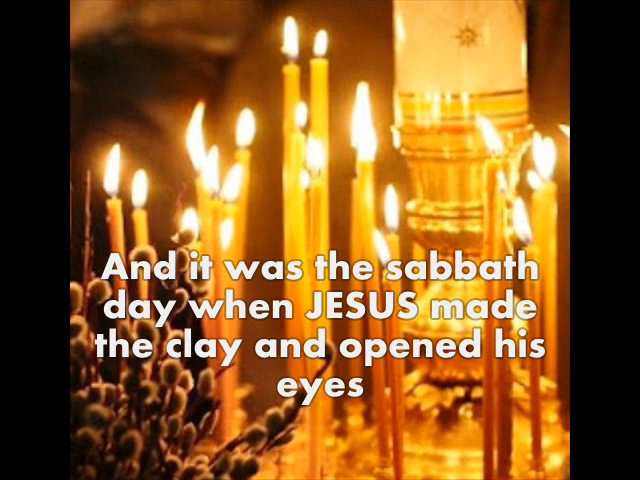 And it was the sabbath
day when JESUS made
the clay and opened his
eyes